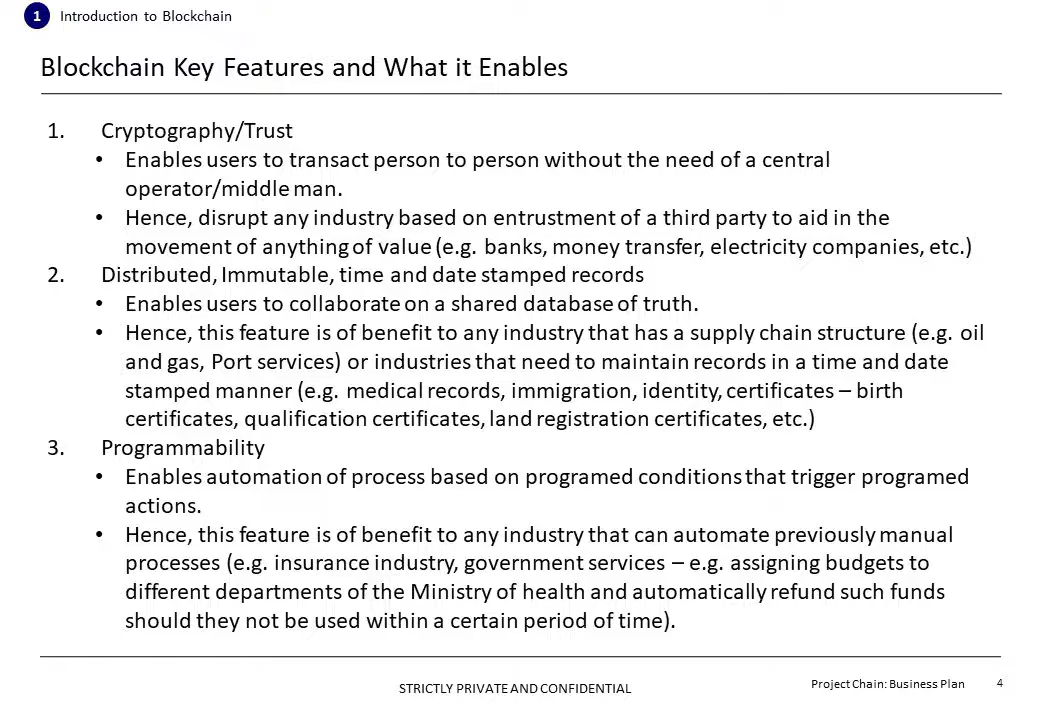 1 Introduction to Blockchain
Blockchain Key Features and What it Enables
1. Cryptography/Trust
• Enables users to transact person to person without the need of a central
operator/middle man.
• Hence, disrupt any industry based on entrustment of a third party to aid in the
movement of anything of value (e.g. banks, money transfer, electricity companies, etc.)
2. Distributed, Immutable, time and date stamped records
• Enables users to collaborate on a shared database of truth.
• Hence, this feature is of benefit to any industry that has a supply chain structure (e.g. oil
and gas, Port services) or industries that need to maintain records in a time and date
stamped manner (e.g. medical records, immigration, identity, certificates – birth
certificates, qualification certificates, land registration certificates, etc.)
3. Programmability
• Enables automation of process based on programed conditions that trigger programed
actions.
• Hence, this feature is of benefit to any industry that can automate previously manual
processes (e.g. insurance industry, government services – e.g. assigning budgets to
different departments of the Ministry of health and automatically refund such funds
should they not be used within a certain period of time).
STRICTLY PRIVATE AND CONFIDENTIAL
Project Chain: Business Plan 4